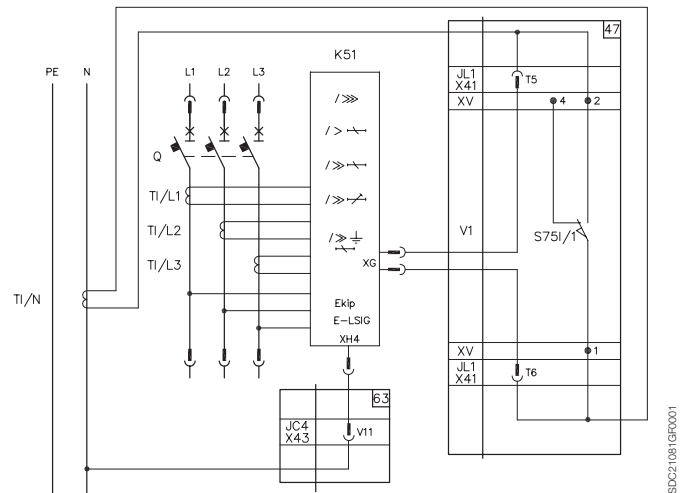 47
K51
PE N L1 L2 L3
JL1
X41
T5
XV 4 2
Q
TI/L1
TI/L2
V1
S75I/1
TI/L3
XG
TI/N
Ekip
E-LSIG
XH4
XV 1
JL1
X41
T6
63
JC4
X43
V11
SDC21081GF0001